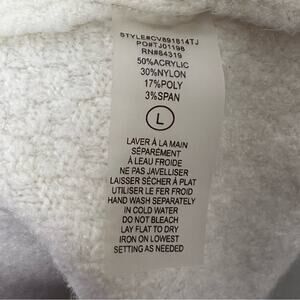 STYLE#CV891814TJ
PO#TJ01198
RN#84319
50%ACRYLIC
30%NYLON
17%POLY
3%SPAN
L
LAVER À LA MAIN
SÉPARÉMENT
À LEAU FROIDE
NE PAS JAVELLISER
LAISSER SÈCHER À PLAT
UTILISER LE FER FROID
HAND WASH SEPARATELY
IN COLD WATER
DO NOT BLEACH
LAY FLAT TO DRY
IRON ON LOWEST
SETTING AS NEEDED